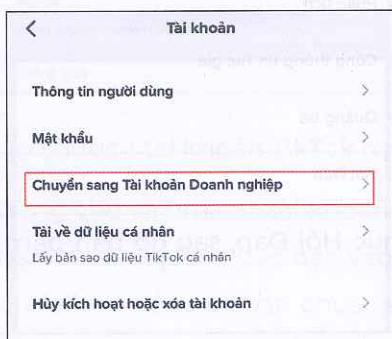 Tài khoản
Thông tin người dùng
Mật khẩu
Chuyển sang Tài khoản Doanh nghiệp
Tải về dữ liệu cá nhân
Lấy bản sao dữ liệu TikTok cá nhân
Hủy kích hoạt hoặc xóa tài khoản